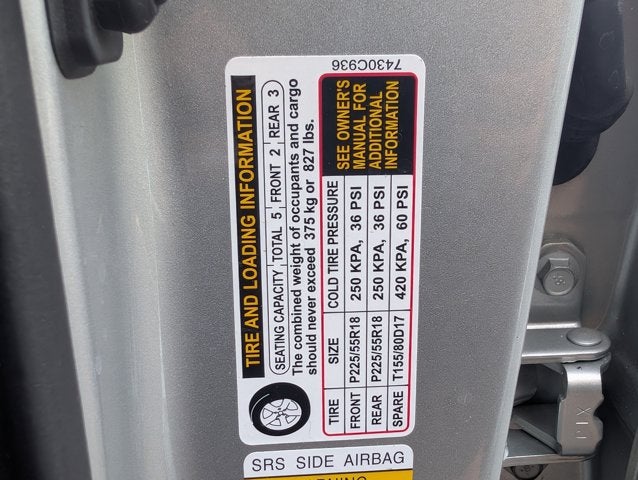 TIRE AND LOADING INFORMATION
SEATING CAPACITY TOTAL 5 FRONT 2 REAR 3
The combined weight of occupants and cargo
should never exceed 375 kg or 827 lbs.
TIRE SIZE COLD TIRE PRESSURE
FRONT P225/55R18 250 KPA, 36 PSI
REAR P225/55R18 250 KPA, 36 PSI
SPARE T155/80D17 420 KPA, 60 PSI
SEE OWNER'S
MANUAL FOR
ADDITIONAL
INFORMATION
7430C936
SRS SIDE AIRBAG
WARNING